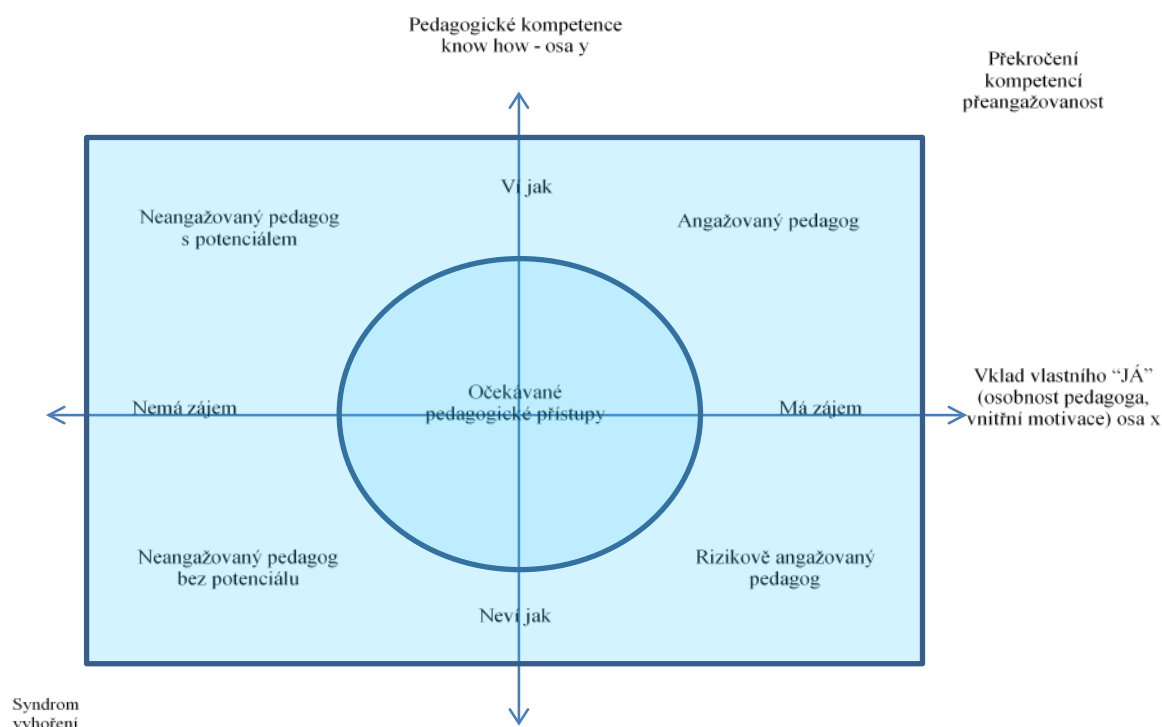 Pedagogické kompetence
know how - osa y
Překročení
kompetencí
přeangažovanost
Ví jak
Neangažovaný pedagog
s potenciálem
Angažovaný pedagog
Očekávané
pedagogické přístupy
Nemá zájem
Má zájem
Vklad vlastního “JÁ”
(osobnost pedagoga,
vnitřní motivace) osa x
Neangažovaný pedagog
bez potenciálu
Rizikově angažovaný
pedagog
Neví jak
Syndrom
vyhoření